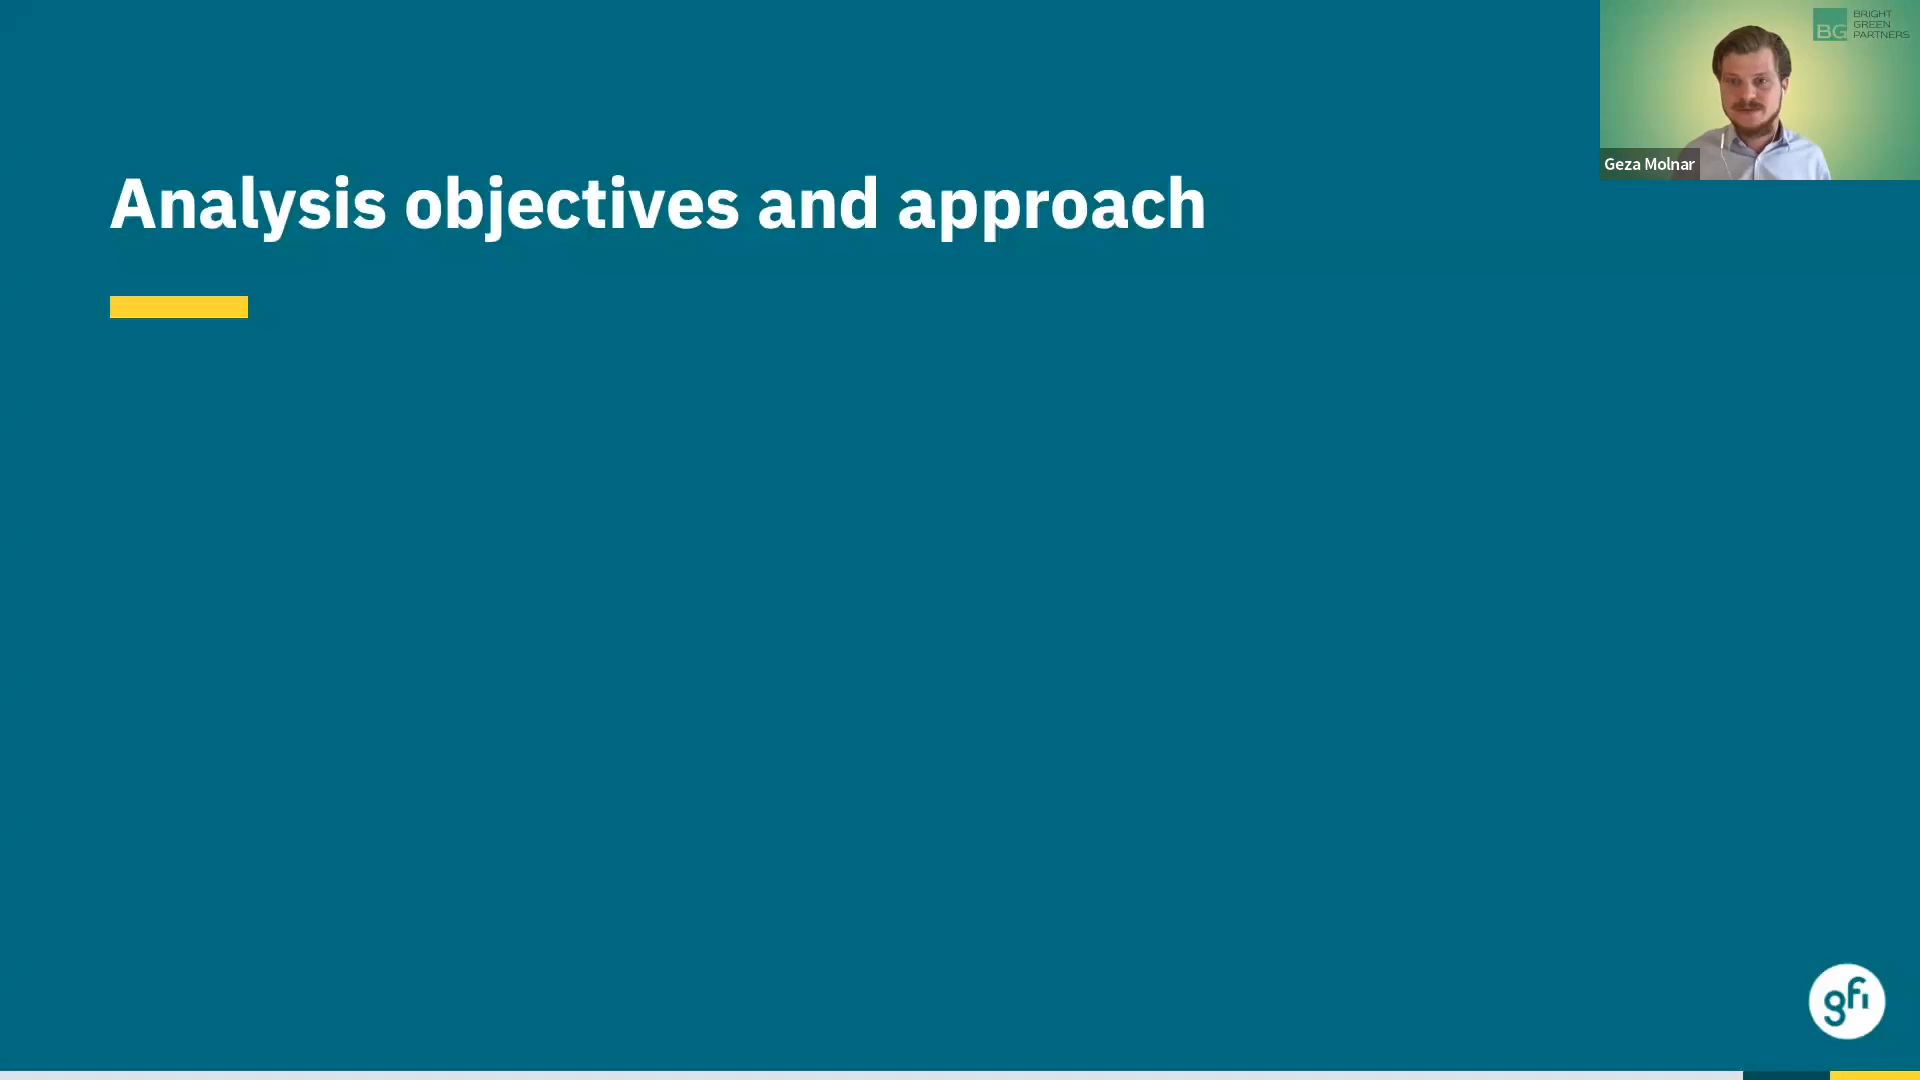 BG
BRIGHT
GREEN
PARTNERS
Geza Molnar
Analysis objectives and approach
gfi